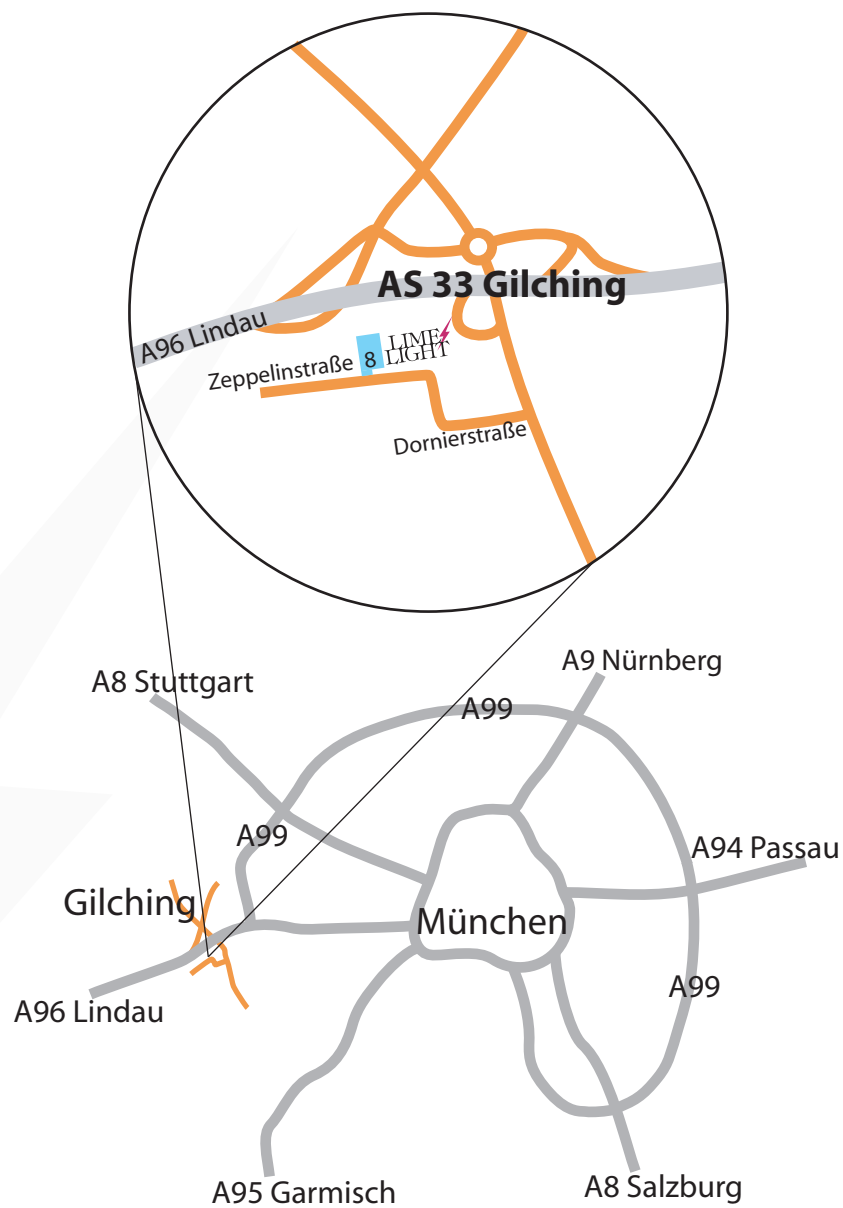 AS 33 Gilching
A96 Lindau
LIME
LIGHT
8
Zeppelinstraße
Dornierstraße
A8 Stuttgart
A9 Nürnberg
A99
A99
A94 Passau
Gilching
München
A99
A96 Lindau
A95 Garmisch
A8 Salzburg